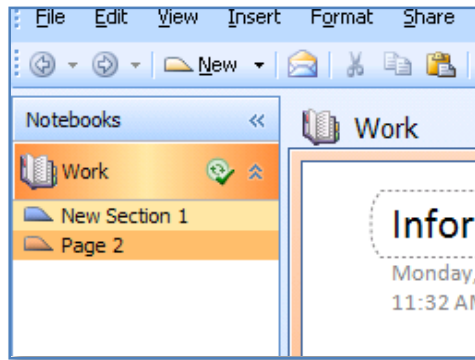 File Edit View Insert Format Share
New
Notebooks
Work
Work
New Section 1
Page 2
Infor
Monday,
11:32 AM